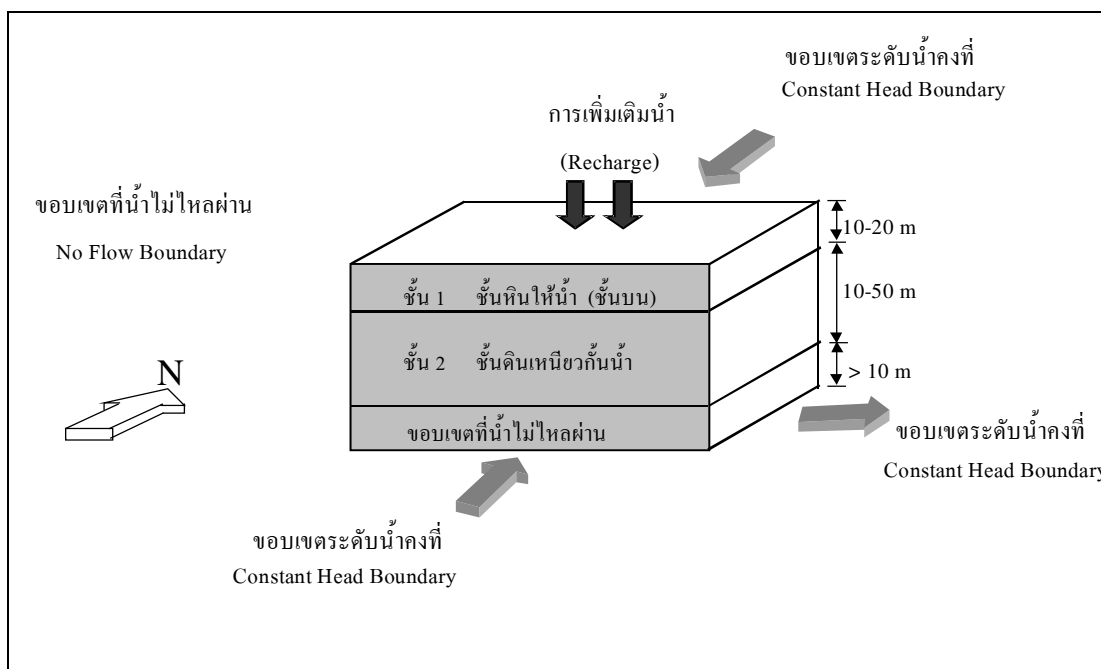 ขอบเขตระดับน้ำคงที่
Constant Head Boundary
การเพิ่มเติมน้ำ
(Recharge)
ขอบเขตที่น้ำไม่ไหลผ่าน
No Flow Boundary
10-20 m
ชั้น 1 ชั้นหินให้น้ำ (ชั้นบน)
10-50 m
ชั้น 2 ชั้นดินเหนียวกั้นน้ำ
> 10 m
N
ขอบเขตที่น้ำไม่ไหลผ่าน
ขอบเขตระดับน้ำคงที่
Constant Head Boundary
ขอบเขตระดับน้ำคงที่
Constant Head Boundary